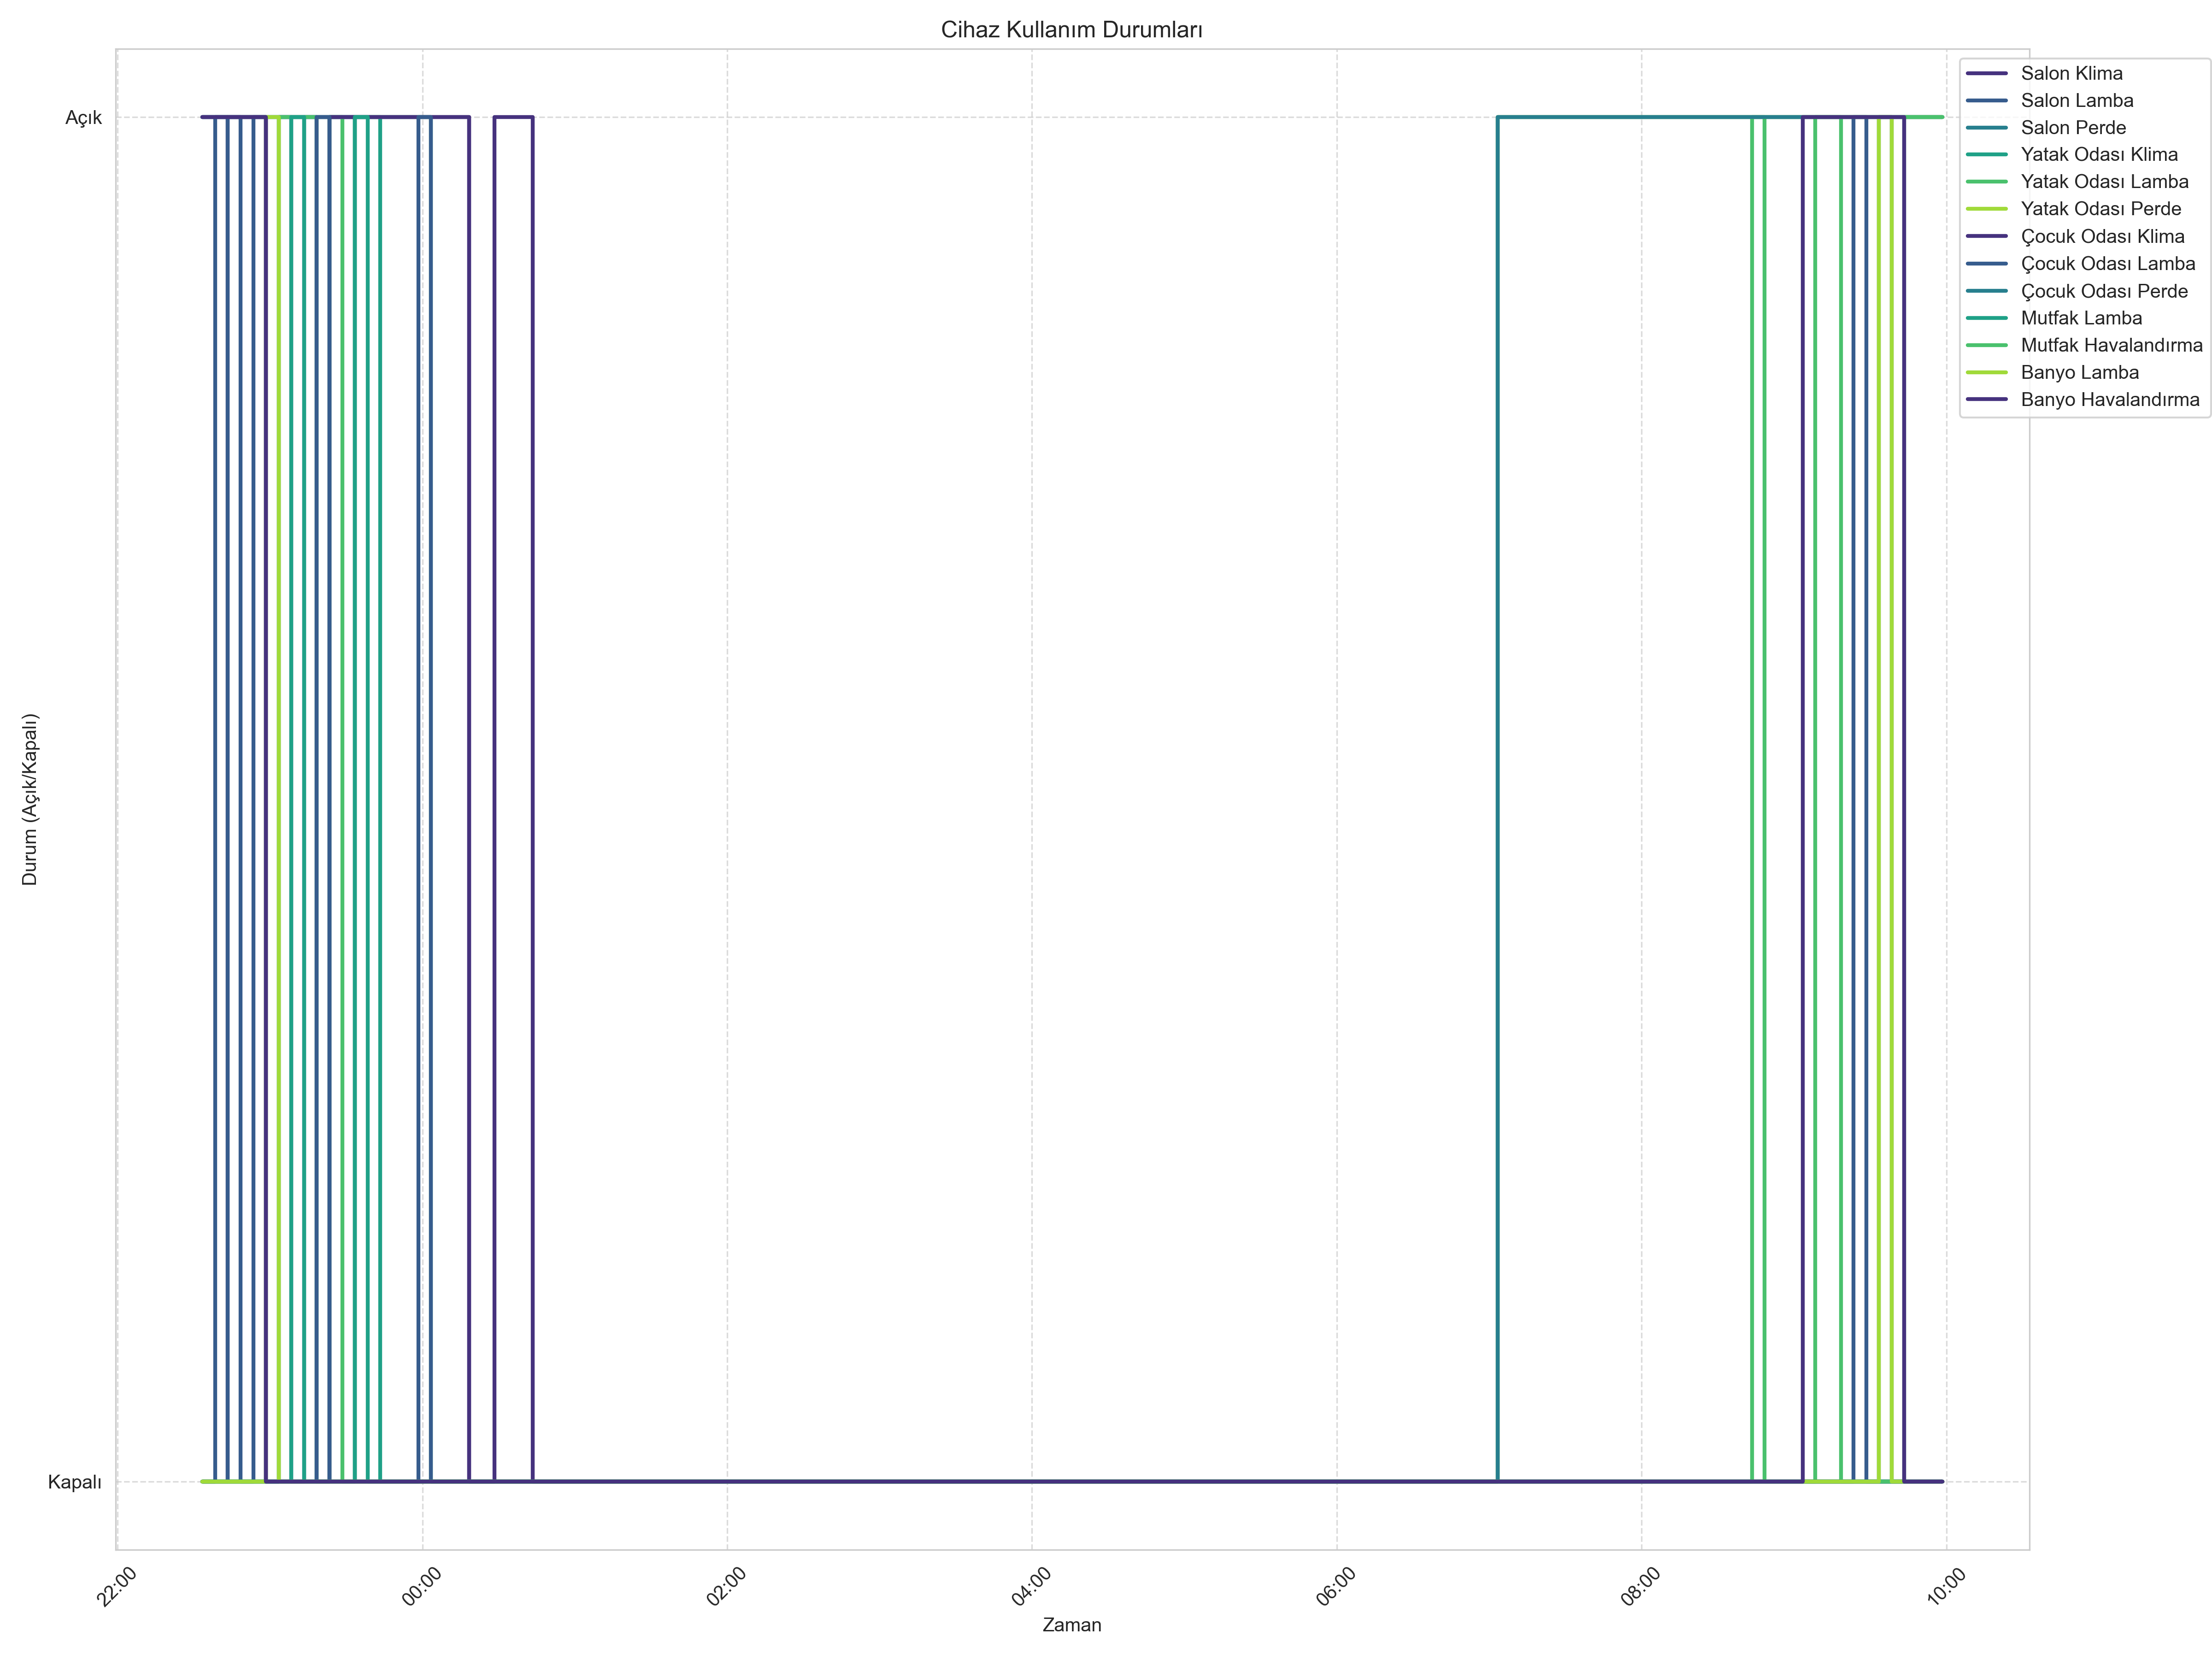 Cihaz Kullanım Durumları
Açık
Kapalı
Durum (Açık/Kapalı)
22:00
00:00
02:00
04:00
06:00
08:00
10:00
Zaman
Salon Klima
Salon Lamba
Salon Perde
Yatak Odası Klima
Yatak Odası Lamba
Yatak Odası Perde
Çocuk Odası Klima
Çocuk Odası Lamba
Çocuk Odası Perde
Mutfak Lamba
Mutfak Havalandırma
Banyo Lamba
Banyo Havalandırma